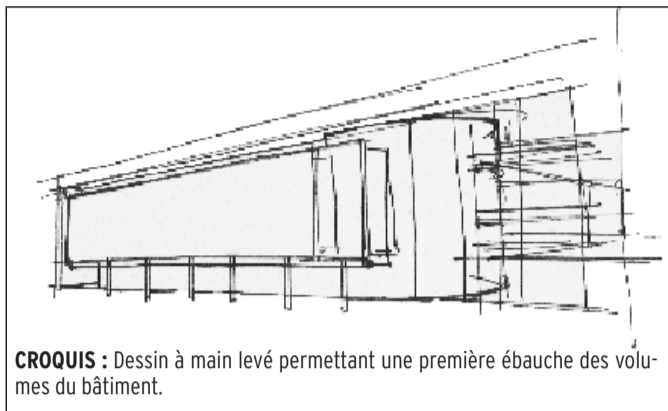 CROQUIS : Dessin à main levé permettant une première ébauche des volu-
mes du bâtiment.